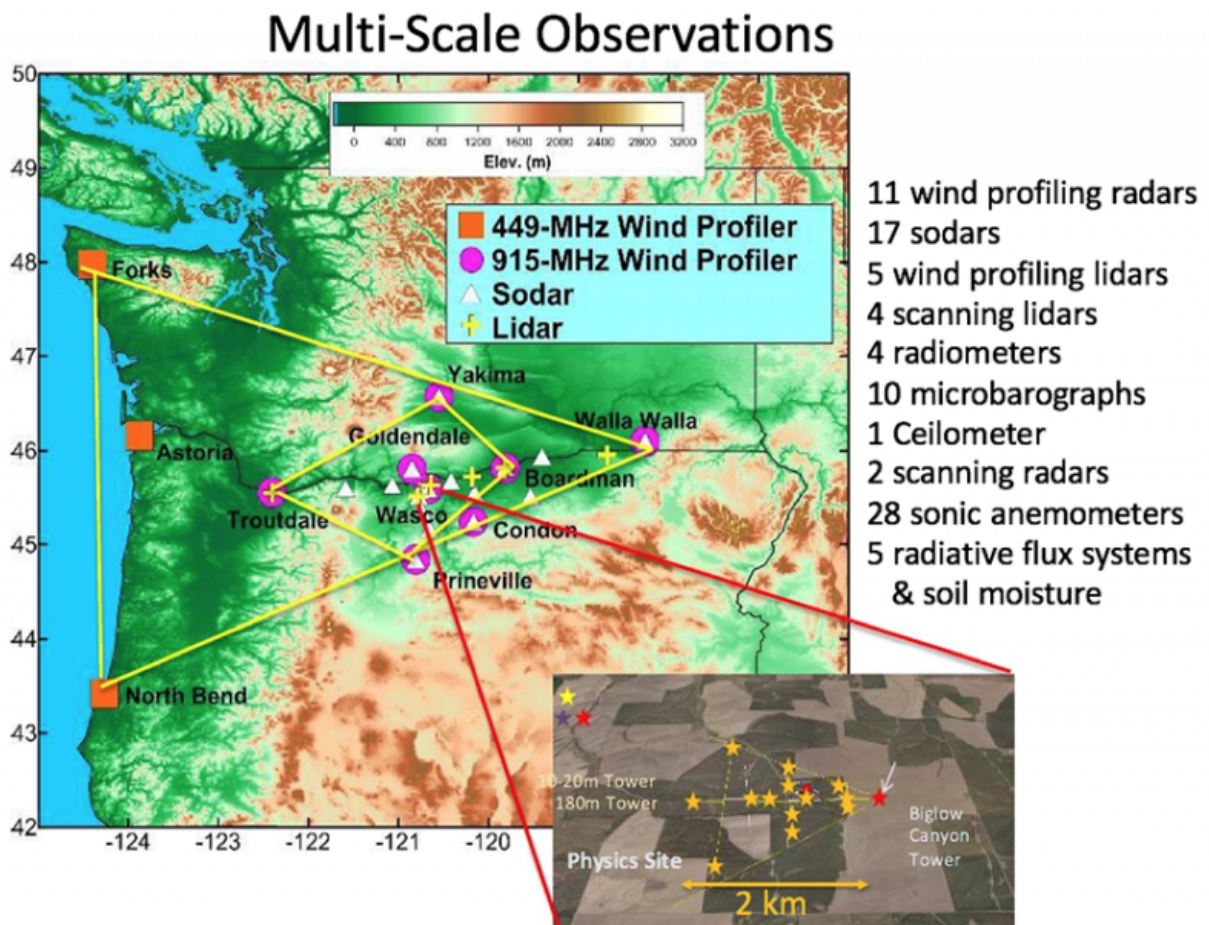 Multi-Scale Observations
50
49
48
47
46
45
44
43
42
-124
-123
-122
-121
-120
0 400 800 1200 1600 2000 2400 2800 3200
Elev. (m)
449-MHz Wind Profiler
915-MHz Wind Profiler
Sodar
Lidar
Forks
Yakima
Walla Walla
Goldendale
Astoria
Boardman
Troutdale
Wasco
Condon
Prineville
North Bend
11 wind profiling radars
17 sodars
5 wind profiling lidars
4 scanning lidars
4 radiometers
10 microbarographs
1 Ceilometer
2 scanning radars
28 sonic anemometers
5 radiative flux systems
& soil moisture
10-20m Tower
180m Tower
Biglow
Canyon
Tower
Physics Site
2 km